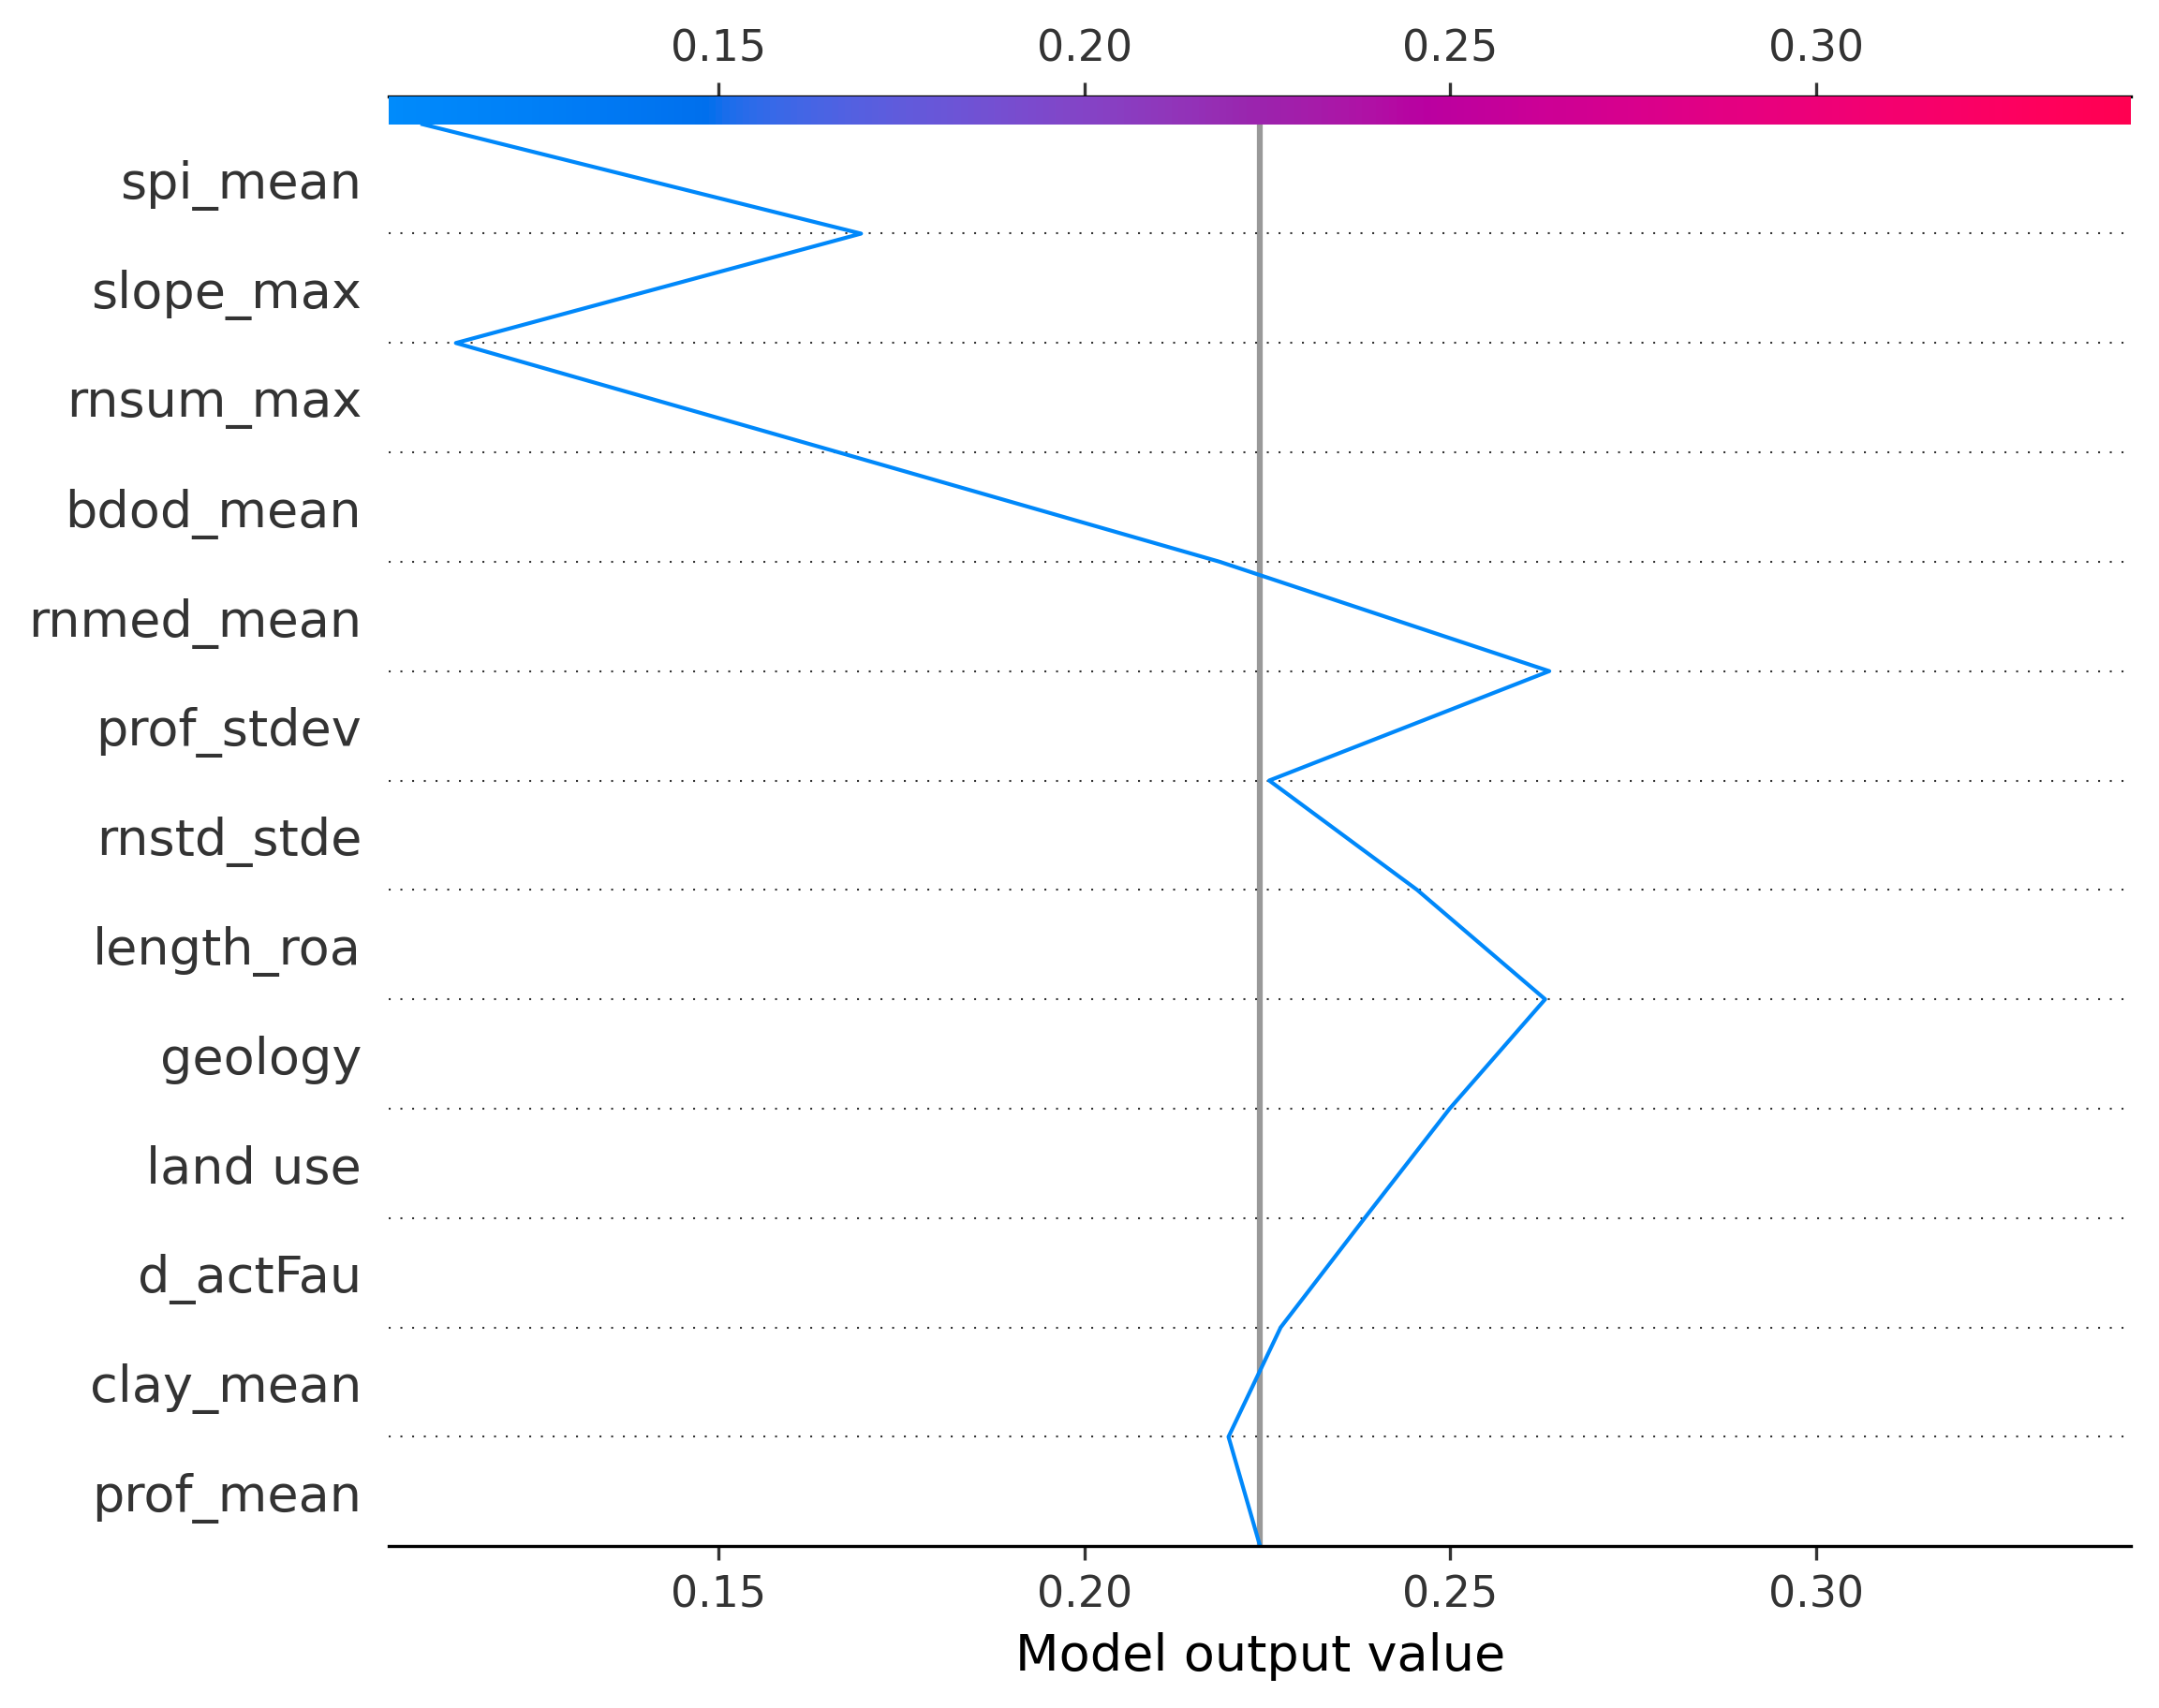 0.15 0.20 0.25 0.30
spi_mean
slope_max
rnsum_max
bdod_mean
rnmed_mean
prof_stdev
rnstd_stde
length_roa
geology
land use
d_actFau
clay_mean
prof_mean
0.15 0.20 0.25 0.30
Model output value